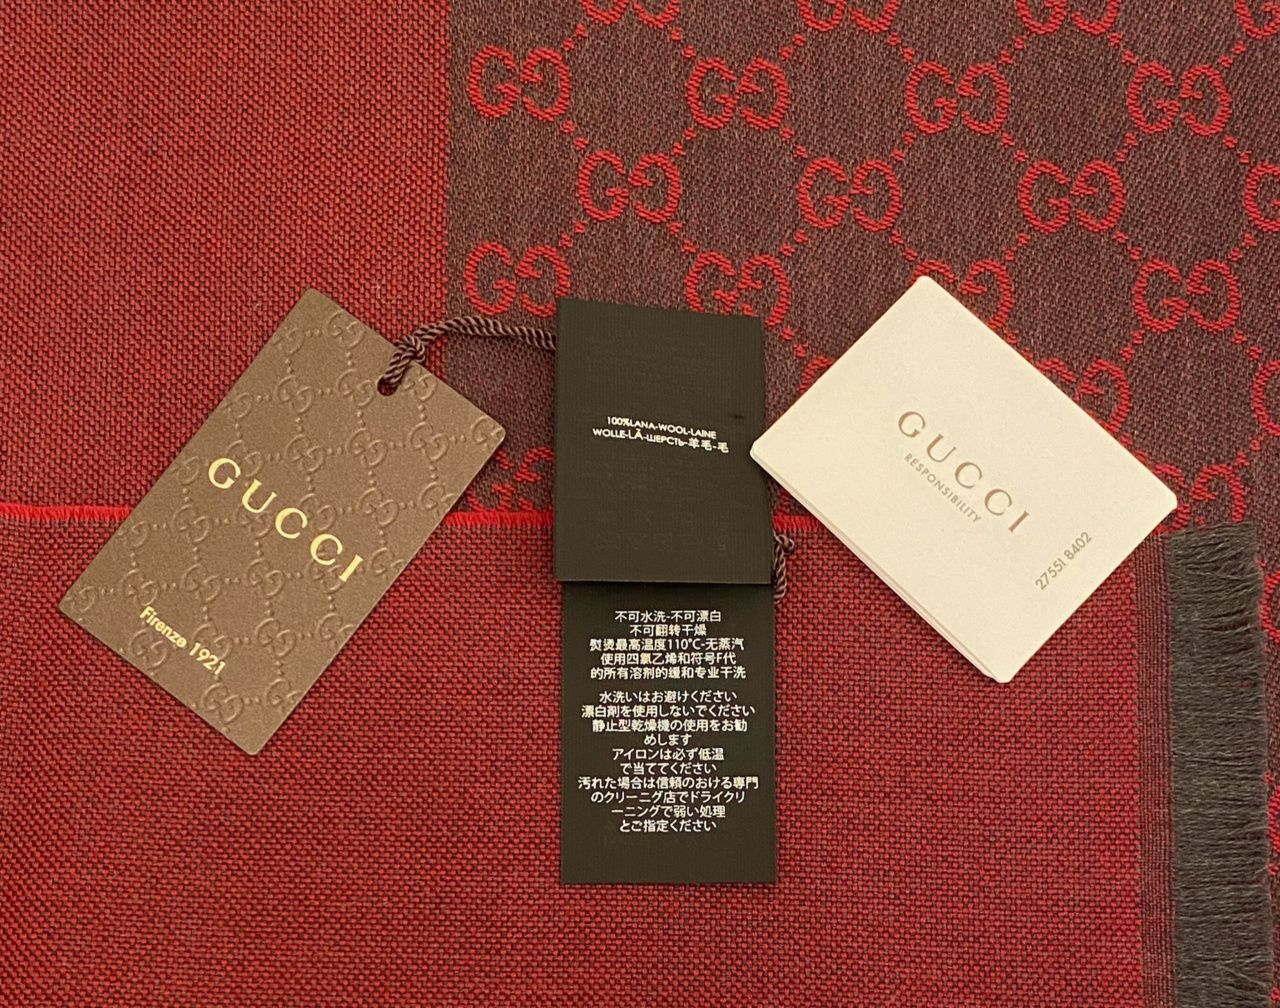 GUCCI
Firenze 1921
100%LANA-WOOL-LAINE
WOLLE-LÃ-ШЕРСТЬ-羊毛-毛
不可水洗-不可漂白
不可翻转干燥
熨烫最高温度110°C-无蒸汽
使用四氯乙烯和符号F代
的所有溶剂的缓和专业干洗
水洗いはお避けください
漂白剤を使用しないでください
静止型乾燥機の使用をお勧
めします
アイロンは必ず低温
で当ててください
汚れた場合は信頼のおける専門
のクリーニグ店でドライクリ
ーニングで弱い処理
とご指定ください
GUCCI
RESPONSIBILITY
27551 8402